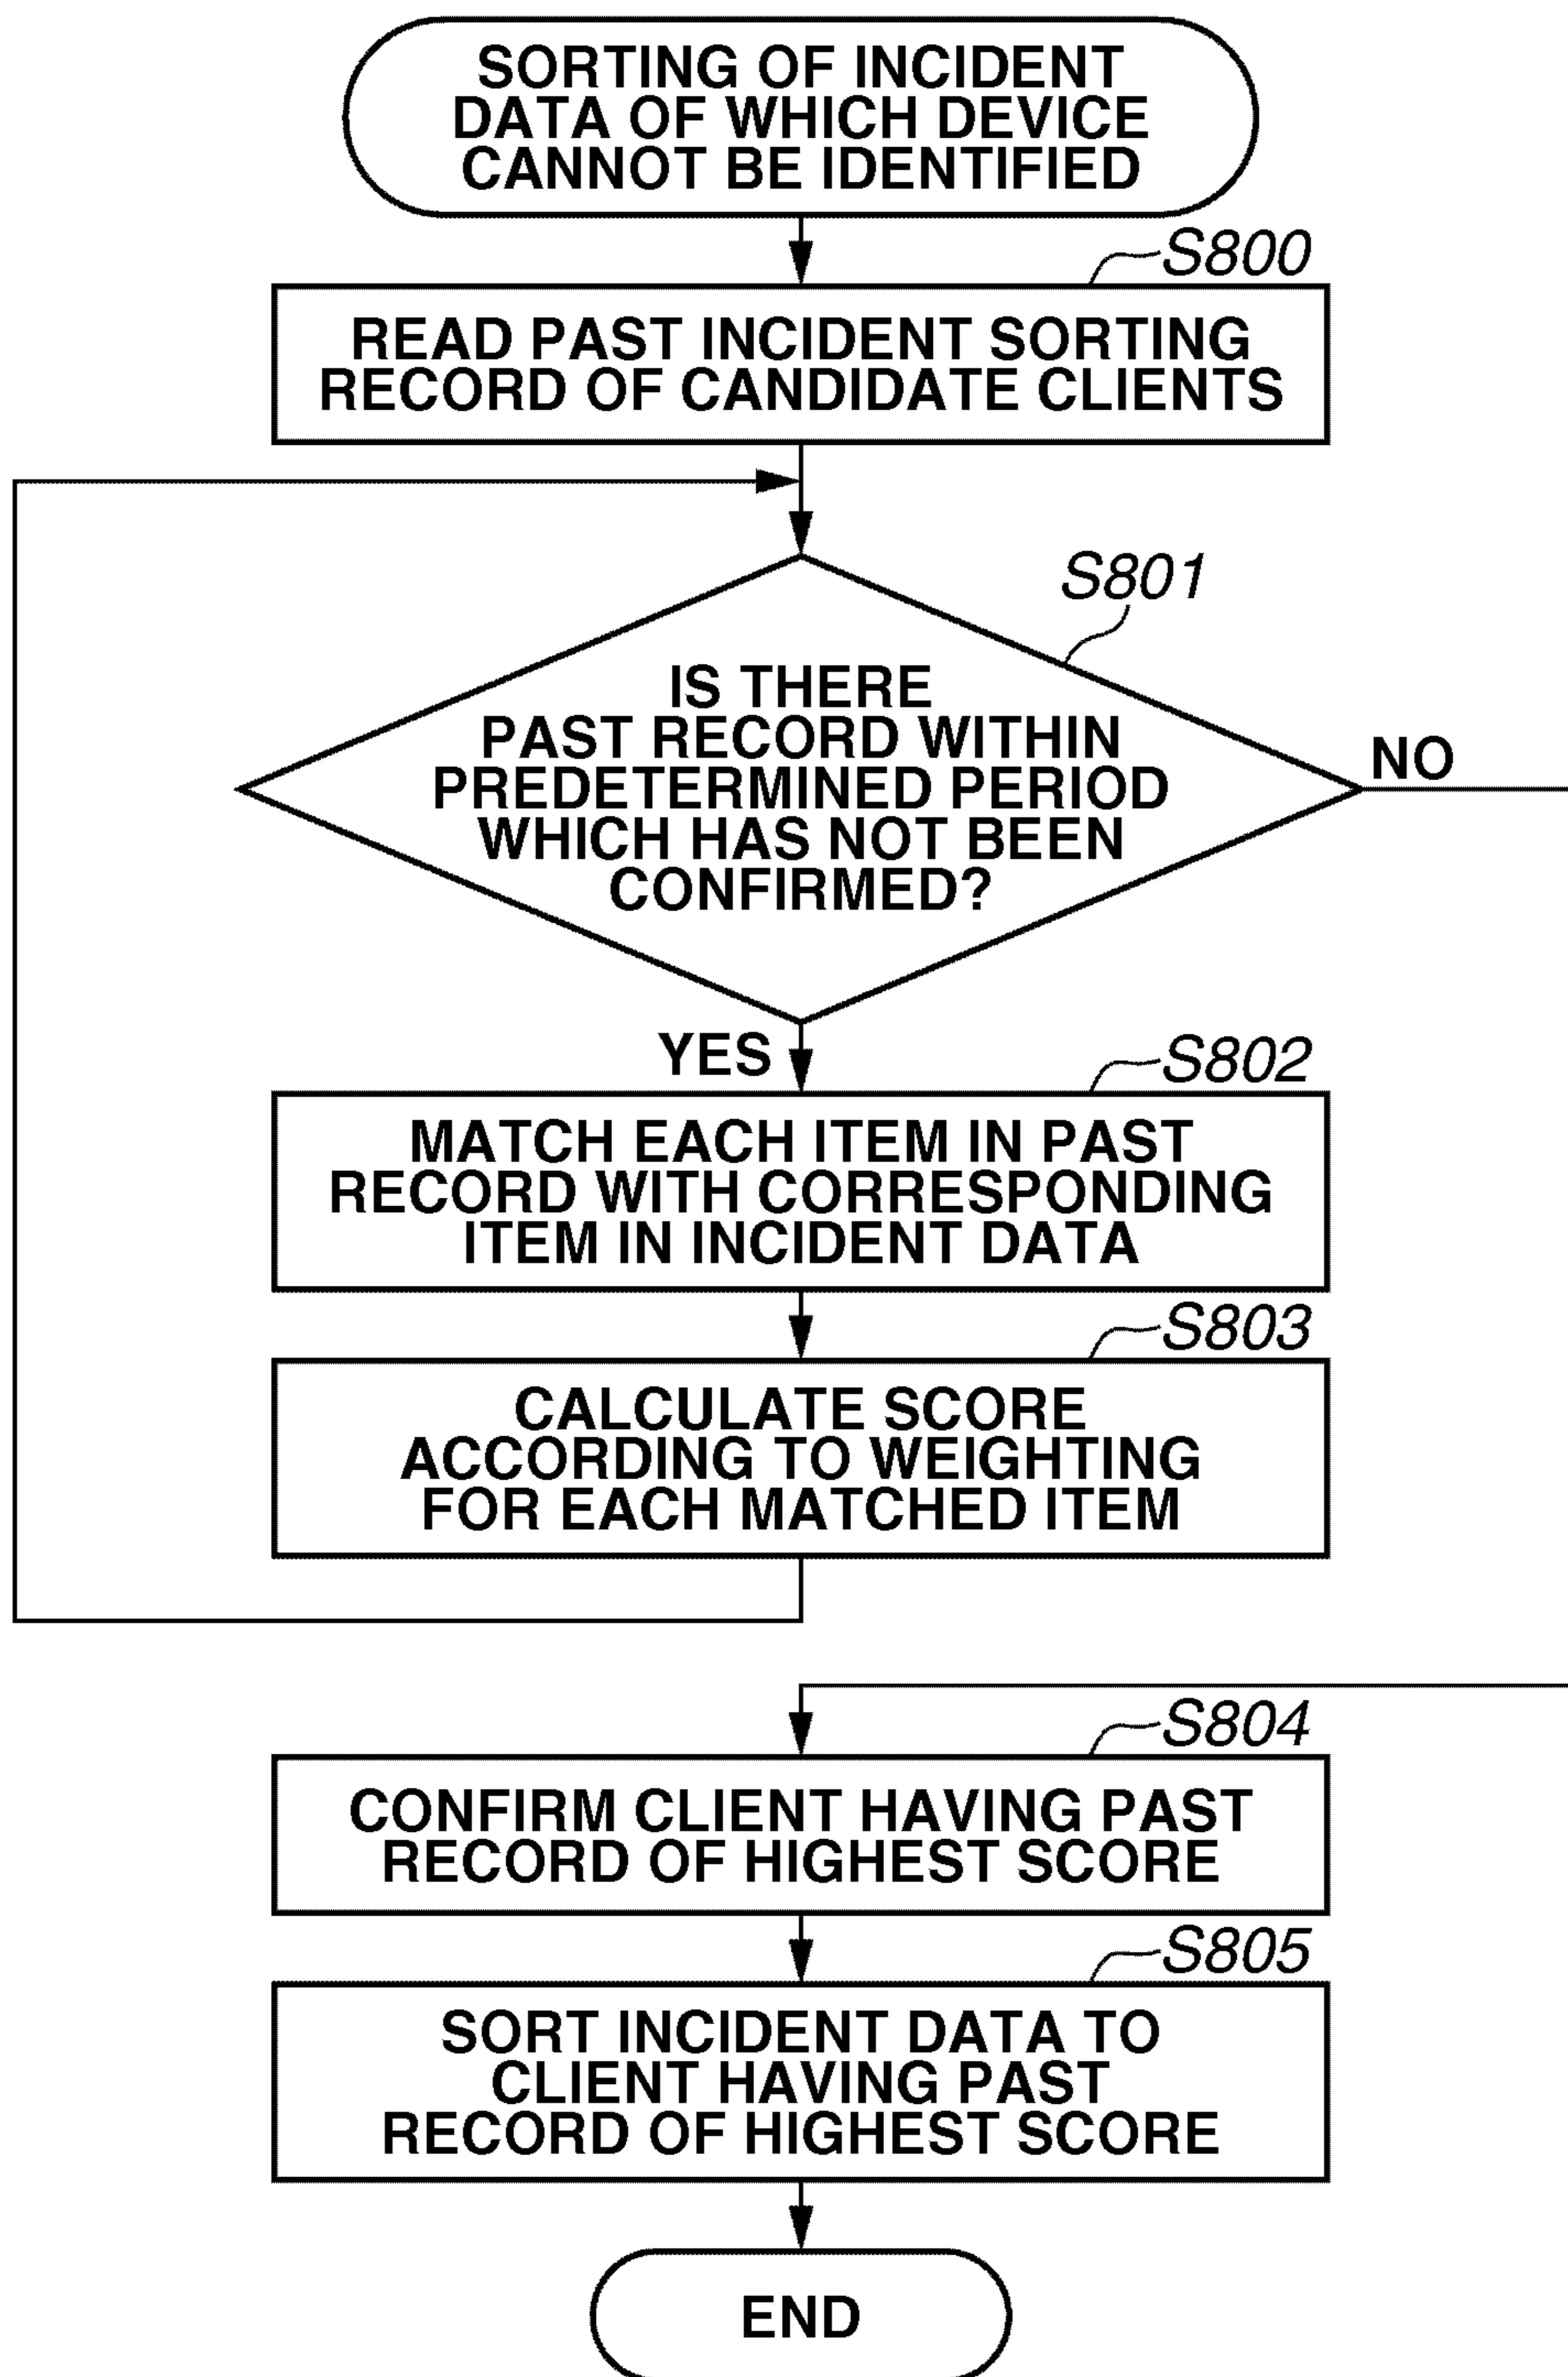 SORTING OF INCIDENT
DATA OF WHICH DEVICE
CANNOT BE IDENTIFIED
S800
READ PAST INCIDENT SORTING
RECORD OF CANDIDATE CLIENTS
S801
IS THERE
PAST RECORD WITHIN
PREDETERMINED PERIOD
WHICH HAS NOT BEEN
CONFIRMED?
NO
YES
S802
MATCH EACH ITEM IN PAST
RECORD WITH CORRESPONDING
ITEM IN INCIDENT DATA
S803
CALCULATE SCORE
ACCORDING TO WEIGHTING
FOR EACH MATCHED ITEM
S804
CONFIRM CLIENT HAVING PAST
RECORD OF HIGHEST SCORE
S805
SORT INCIDENT DATA TO
CLIENT HAVING PAST
RECORD OF HIGHEST SCORE
END